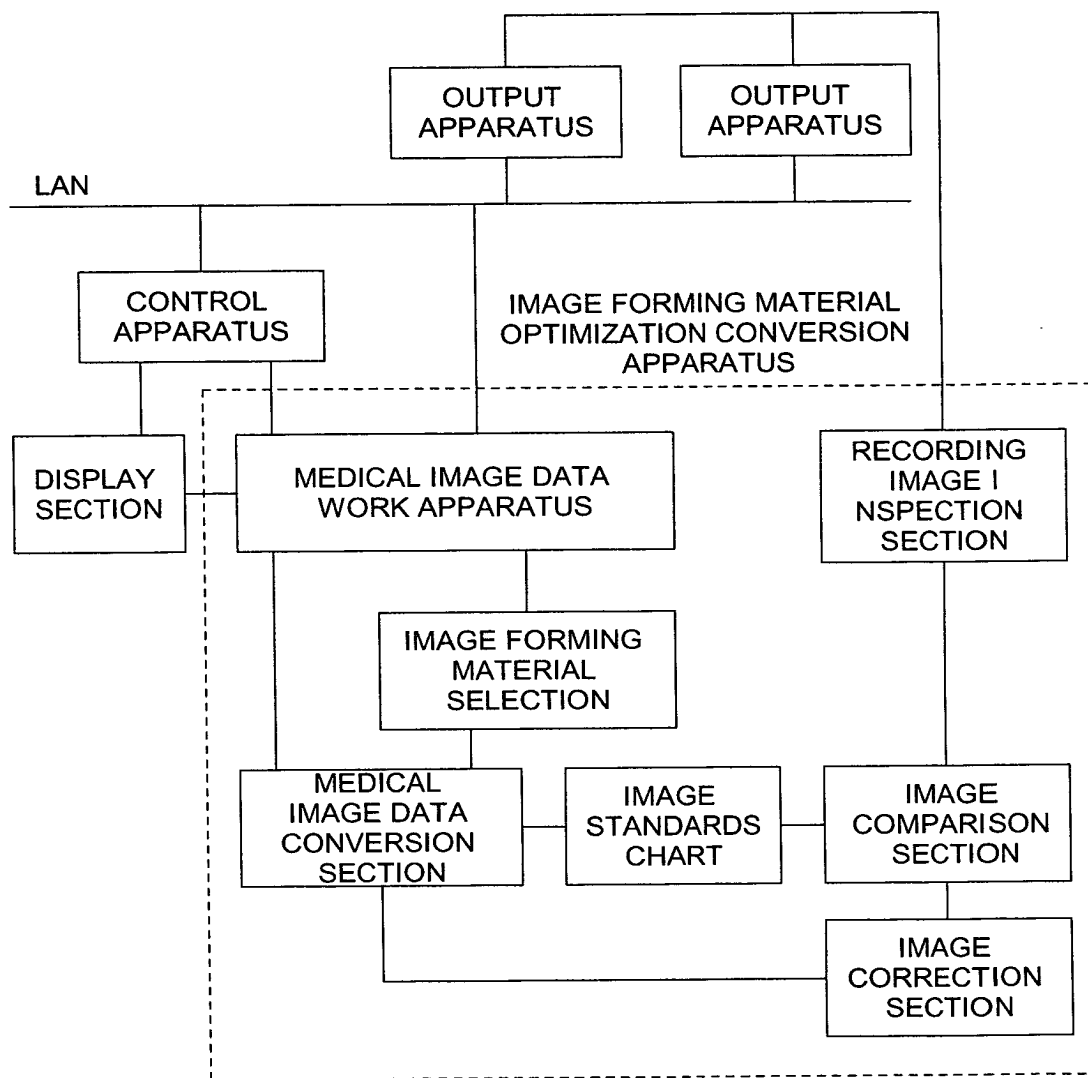 OUTPUT
APPARATUS
OUTPUT
APPARATUS
LAN
CONTROL
APPARATUS
IMAGE FORMING MATERIAL
OPTIMIZATION CONVERSION
APPARATUS
DISPLAY
SECTION
MEDICAL IMAGE DATA
WORK APPARATUS
RECORDING
IMAGE I
NSPECTION
SECTION
IMAGE FORMING
MATERIAL
SELECTION
MEDICAL
IMAGE DATA
CONVERSION
SECTION
IMAGE
STANDARDS
CHART
IMAGE
COMPARISON
SECTION
IMAGE
CORRECTION
SECTION